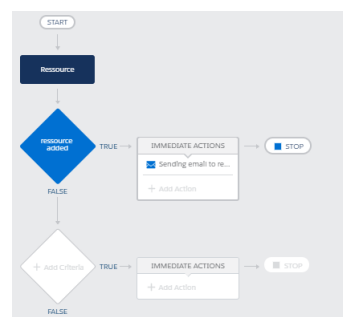 START
Ressource
ressource
added
TRUE
IMMEDIATE ACTIONS
STOP
Sending email to re...
+ Add Action
FALSE
+ Add Criteria
TRUE
IMMEDIATE ACTIONS
STOP
+ Add Action
FALSE